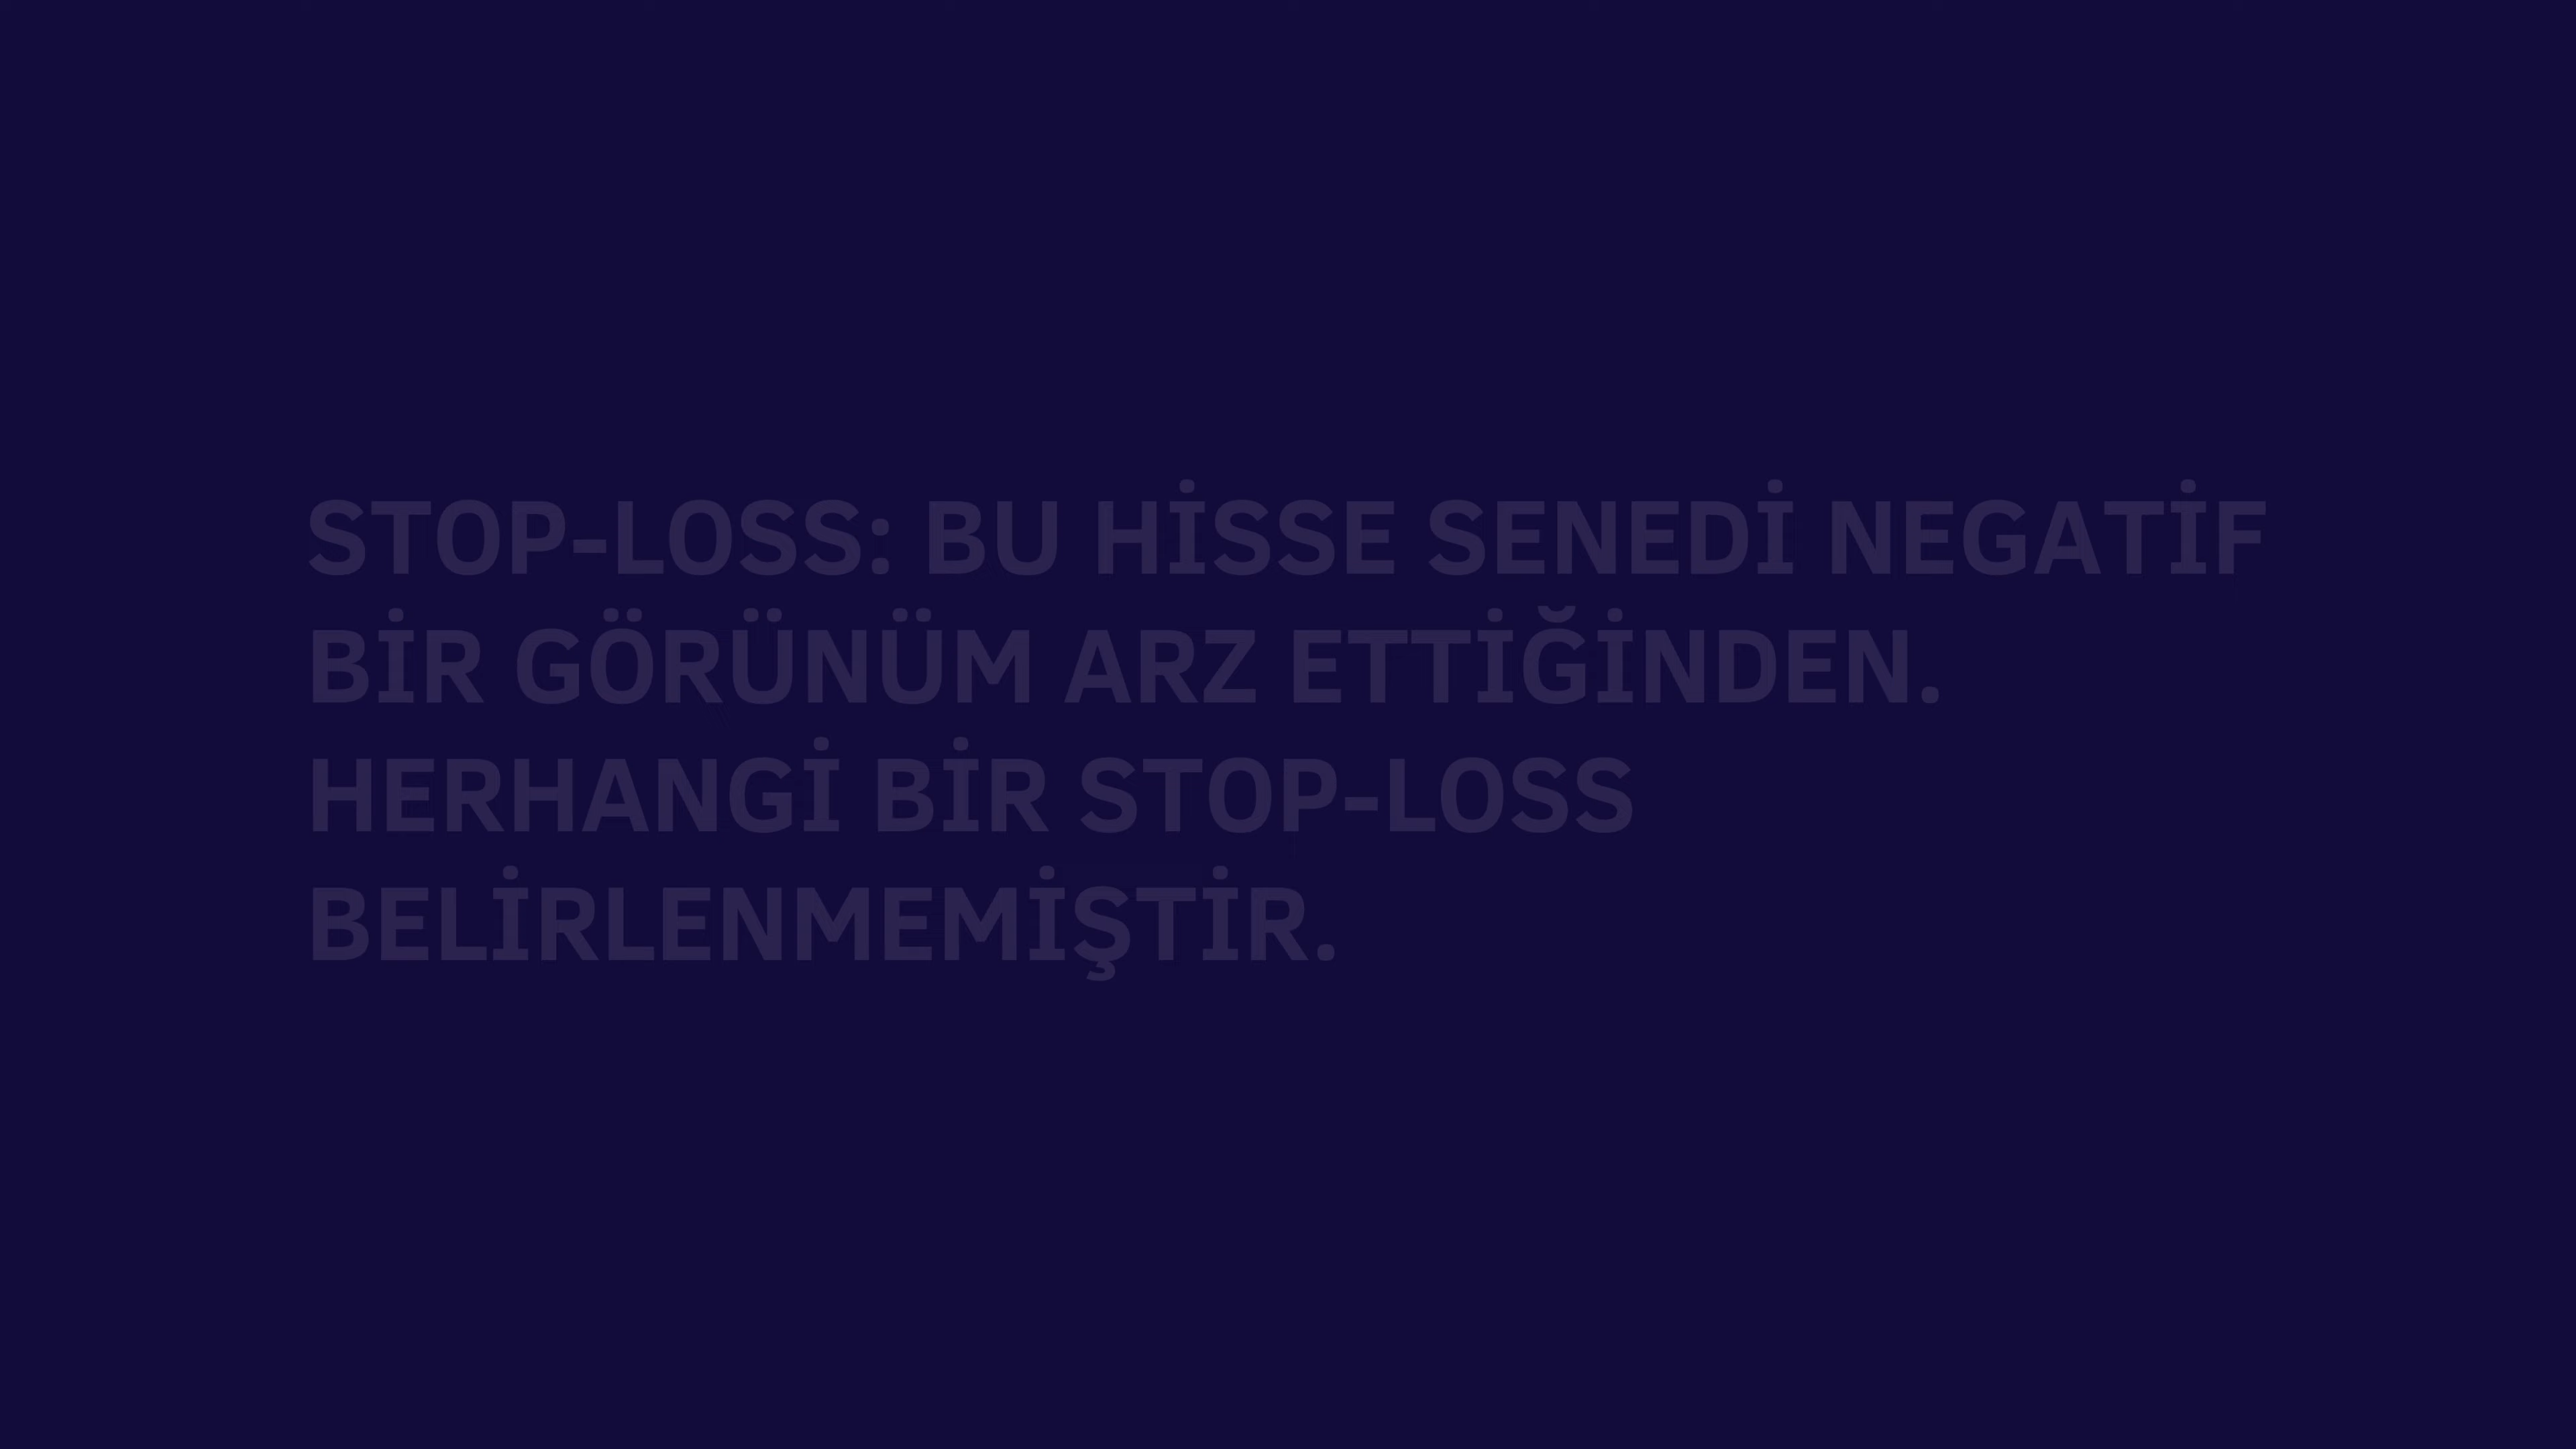 STOP-LOSS: BU HİSSE SENEDİ NEGATİF
BİR GÖRÜNÜM ARZ ETTİĞİNDEN.
HERHANGİ BİR STOP-LOSS
BELİRLENMEMİŞTİR.